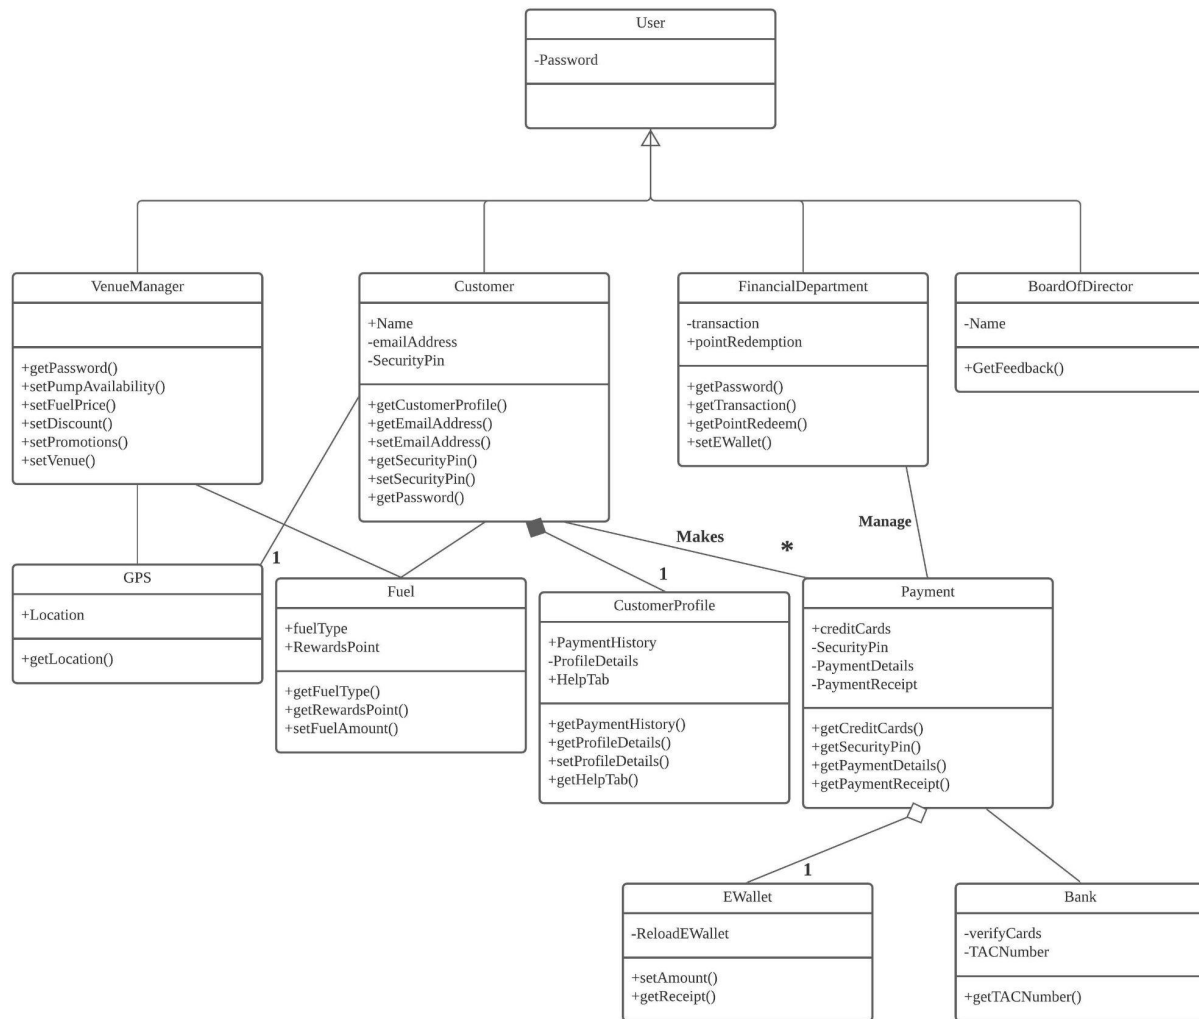 User
-Password
VenueManager
+getPassword()
+setPumpAvailability()
+setFuelPrice()
+setDiscount()
+setPromotions()
+setVenue()
Customer
+Name
-emailAddress
-SecurityPin
+getCustomerProfile()
+getEmailAddress()
+setEmailAddress()
+getSecurityPin()
+setSecurityPin()
+getPassword()
FinancialDepartment
-transaction
+pointRedemption
+getPassword()
+getTransaction()
+getPointRedeem()
+setEWallet()
BoardOfDirector
-Name
+GetFeedback()
Manage
Makes
*
1
1
GPS
+Location
+getLocation()
Fuel
+fuelType
+RewardsPoint
+getFuelType()
+getRewardsPoint()
+setFuelAmount()
CustomerProfile
+PaymentHistory
-ProfileDetails
+HelpTab
+getPaymentHistory()
+getProfileDetails()
+setProfileDetails()
+getHelpTab()
Payment
+creditCards
-SecurityPin
-PaymentDetails
-PaymentReceipt
+getCreditCards()
+getSecurityPin()
+getPaymentDetails()
+getPaymentReceipt()
1
EWallet
-ReloadEWallet
+setAmount()
+getReceipt()
Bank
-verifyCards
-TACNumber
+getTACNumber()